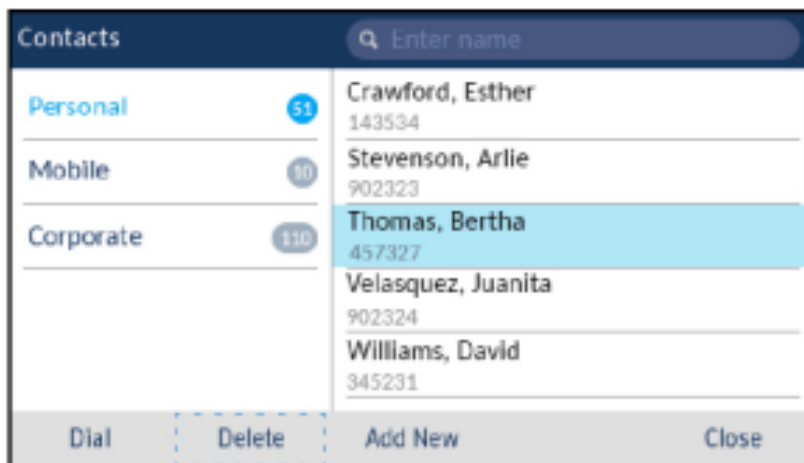 Contacts
Enter name
Personal 51
Mobile 10
Corporate 110
Crawford, Esther
143534
Stevenson, Arlie
902323
Thomas, Bertha
457327
Velasquez, Juanita
902324
Williams, David
345231
Dial Delete Add New Close